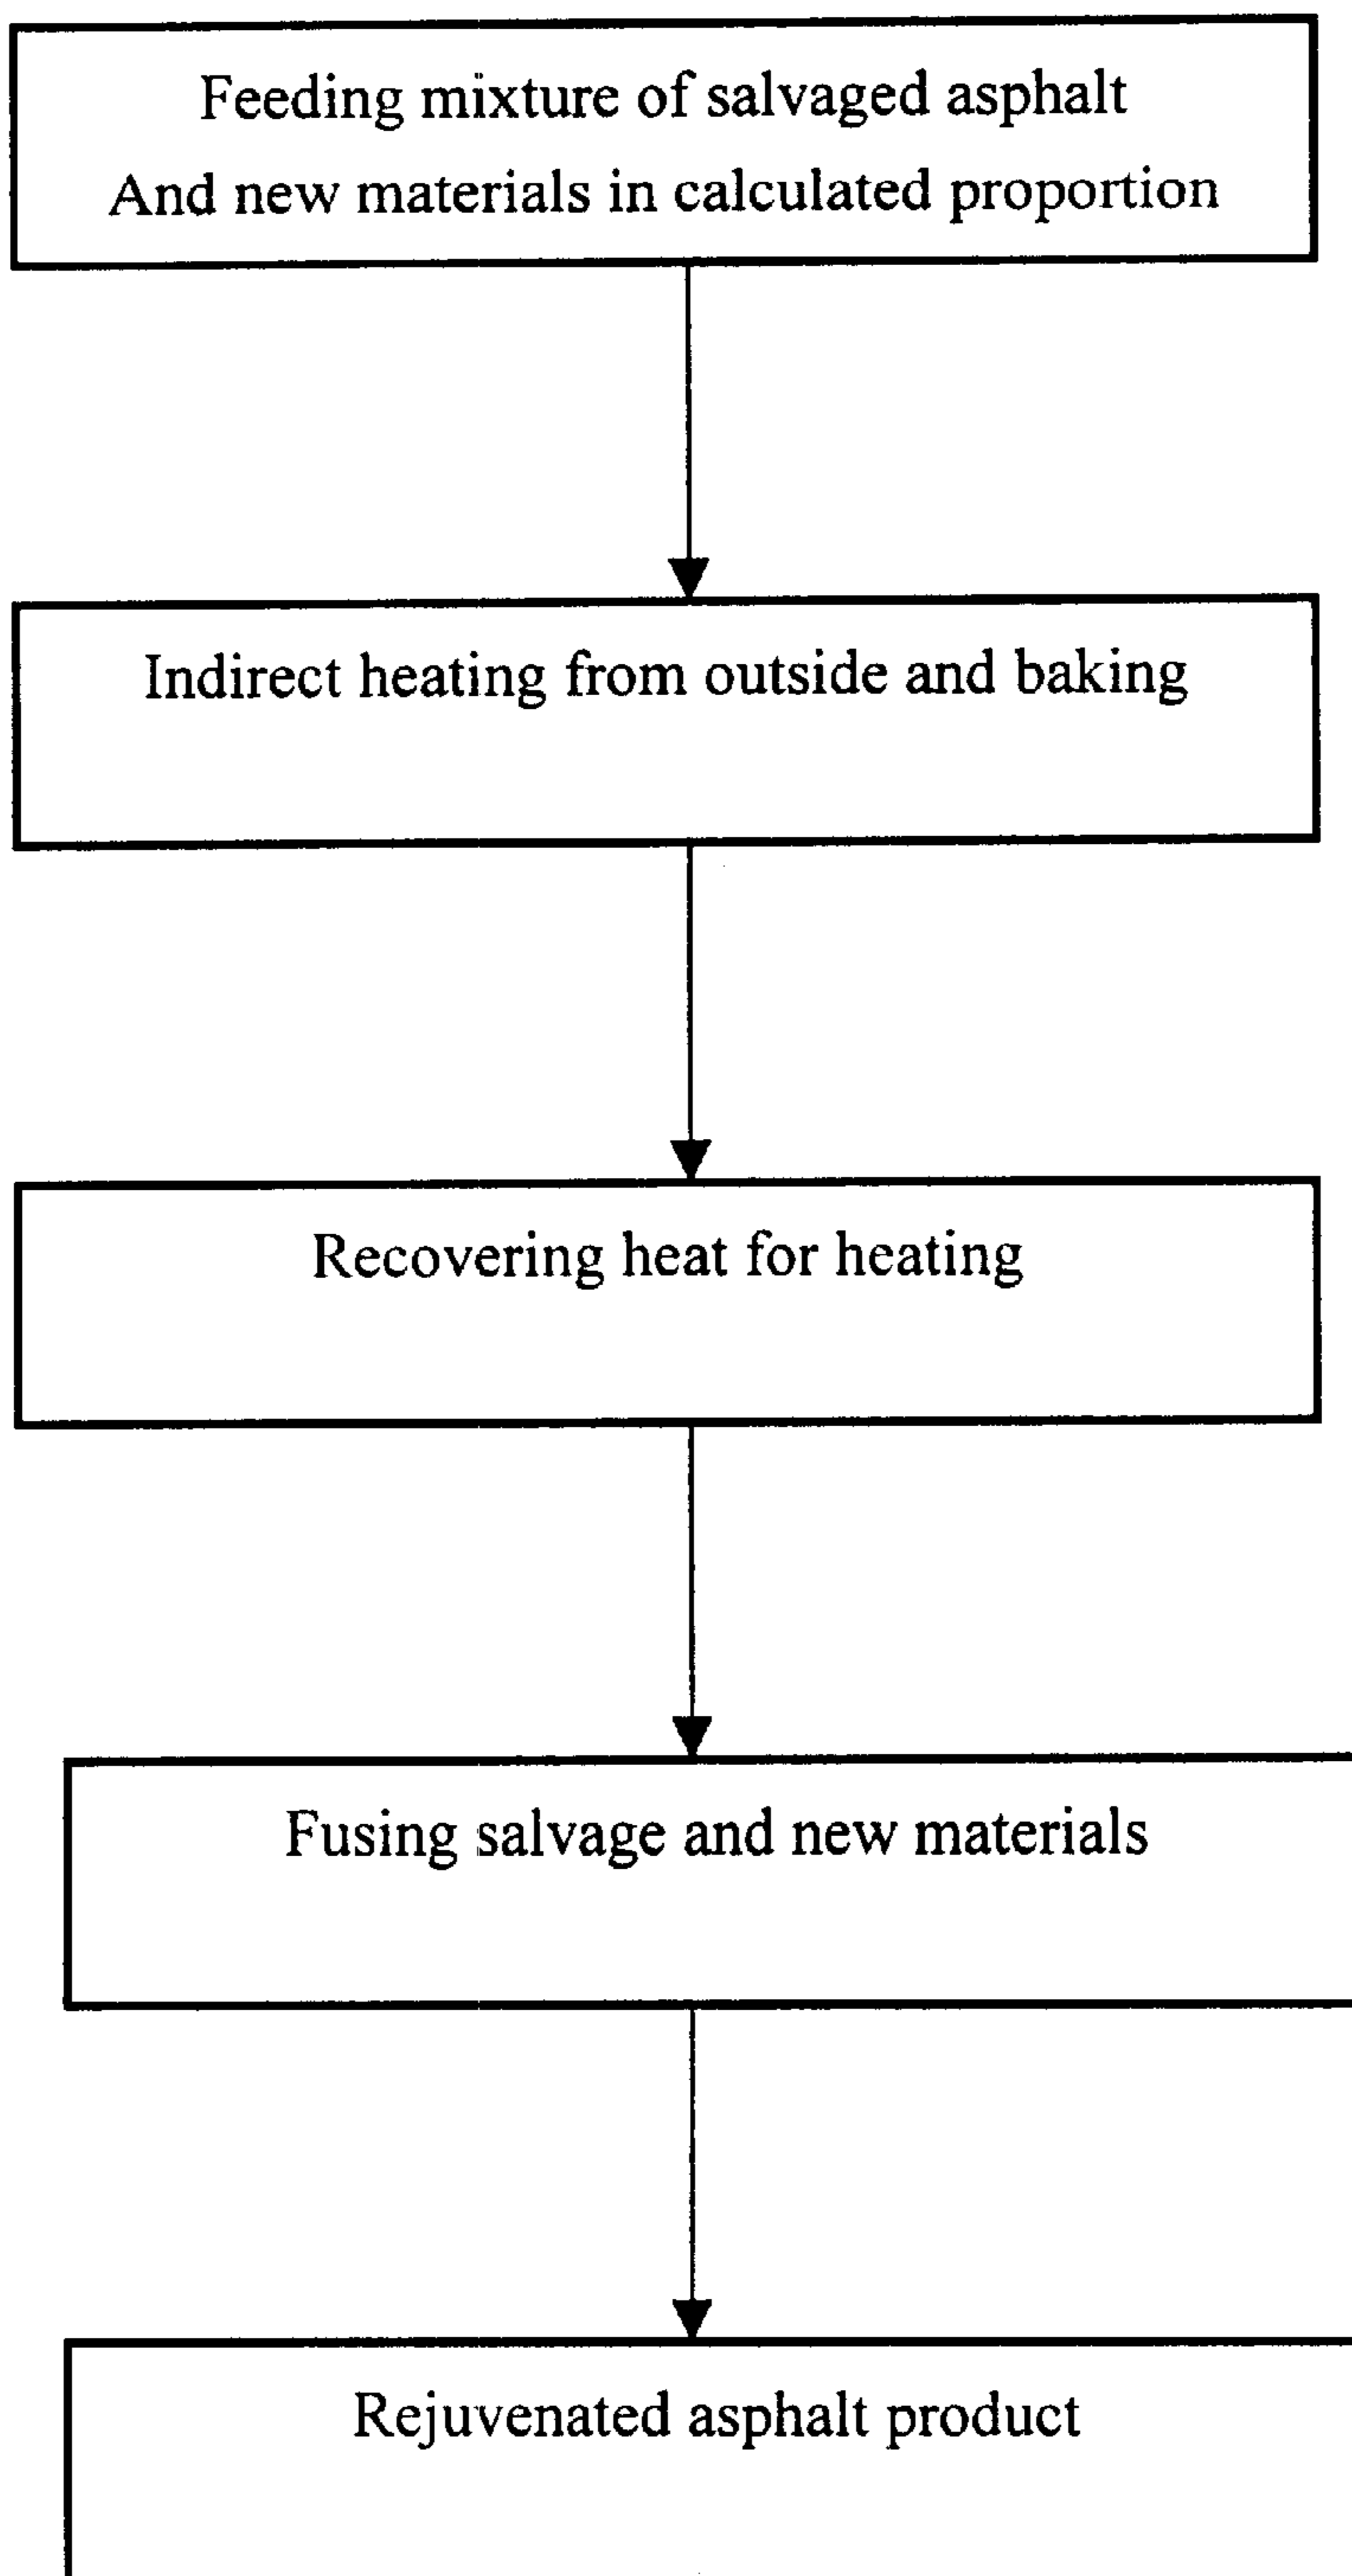 Feeding mixture of salvaged asphalt
And new materials in calculated proportion
Indirect heating from outside and baking
Recovering heat for heating
Fusing salvage and new materials
Rejuvenated asphalt product